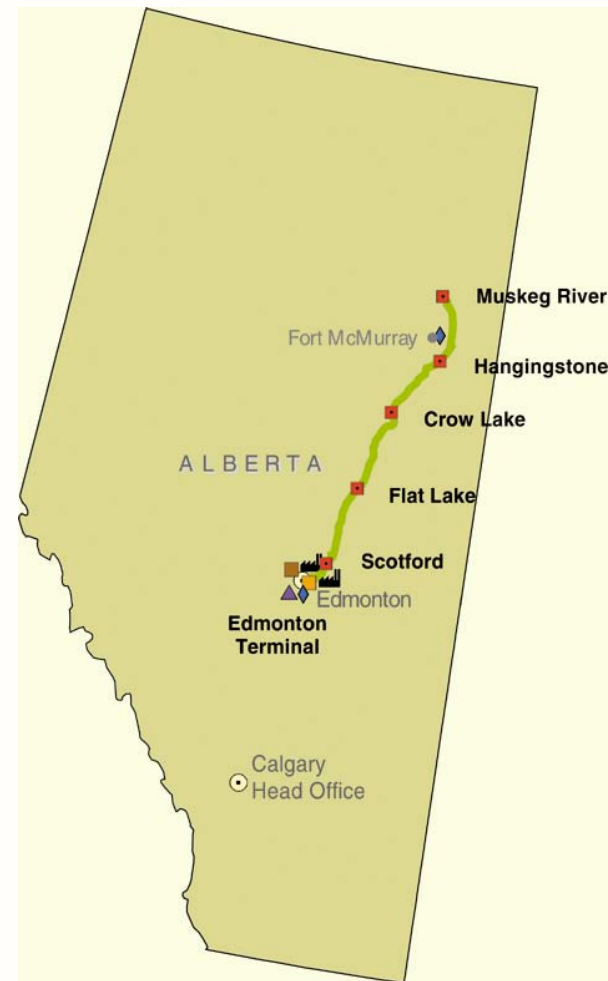 Muskeg River
Fort McMurray
Hangingstone
Crow Lake
ALBERTA
Flat Lake
Scotford
Edmonton
Edmonton
Terminal
Calgary
Head Office